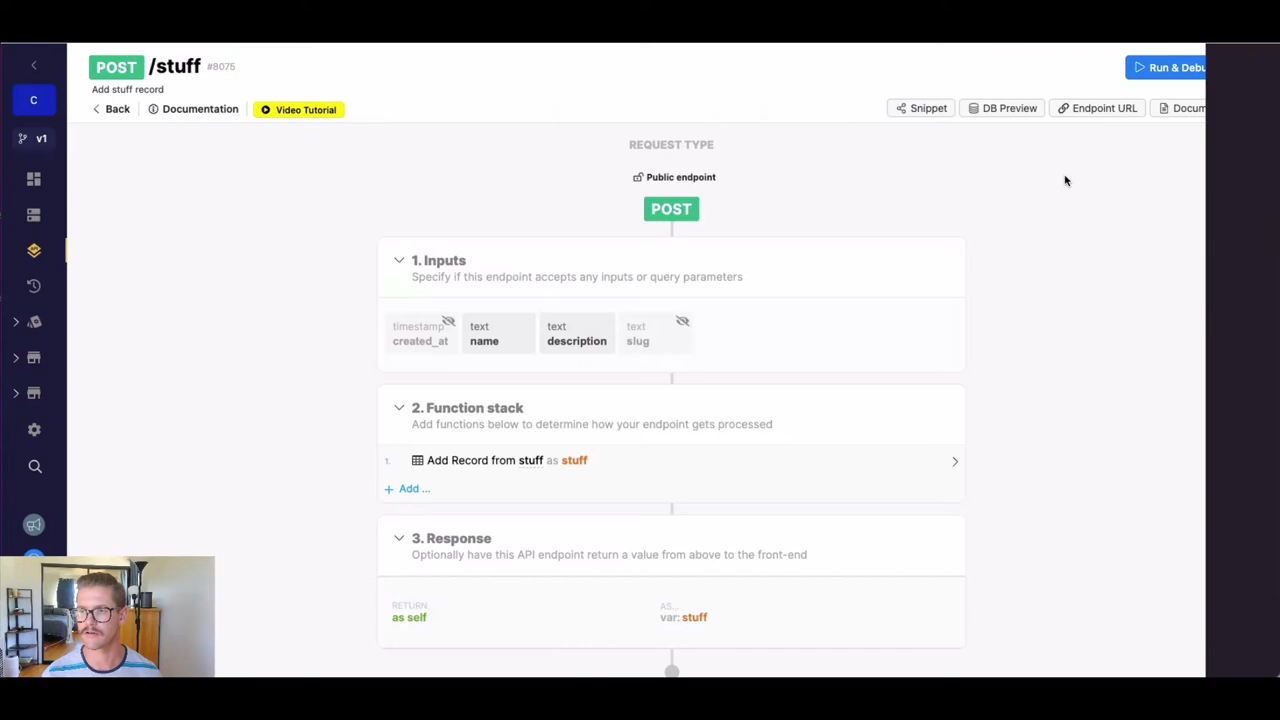 POST /stuff #8075
Run & Debu
Add stuff record
Back
Documentation
Video Tutorial
Snippet
DB Preview
Endpoint URL
Docum
C
v1
API
REQUEST TYPE
Public endpoint
POST
1. Inputs
Specify if this endpoint accepts any inputs or query parameters
timestamp
created_at
text
name
text
description
text
slug
2. Function stack
Add functions below to determine how your endpoint gets processed
1. Add Record from stuff as stuff
+ Add ...
3. Response
Optionally have this API endpoint return a value from above to the front-end
RETURN
as self
AS...
var: stuff